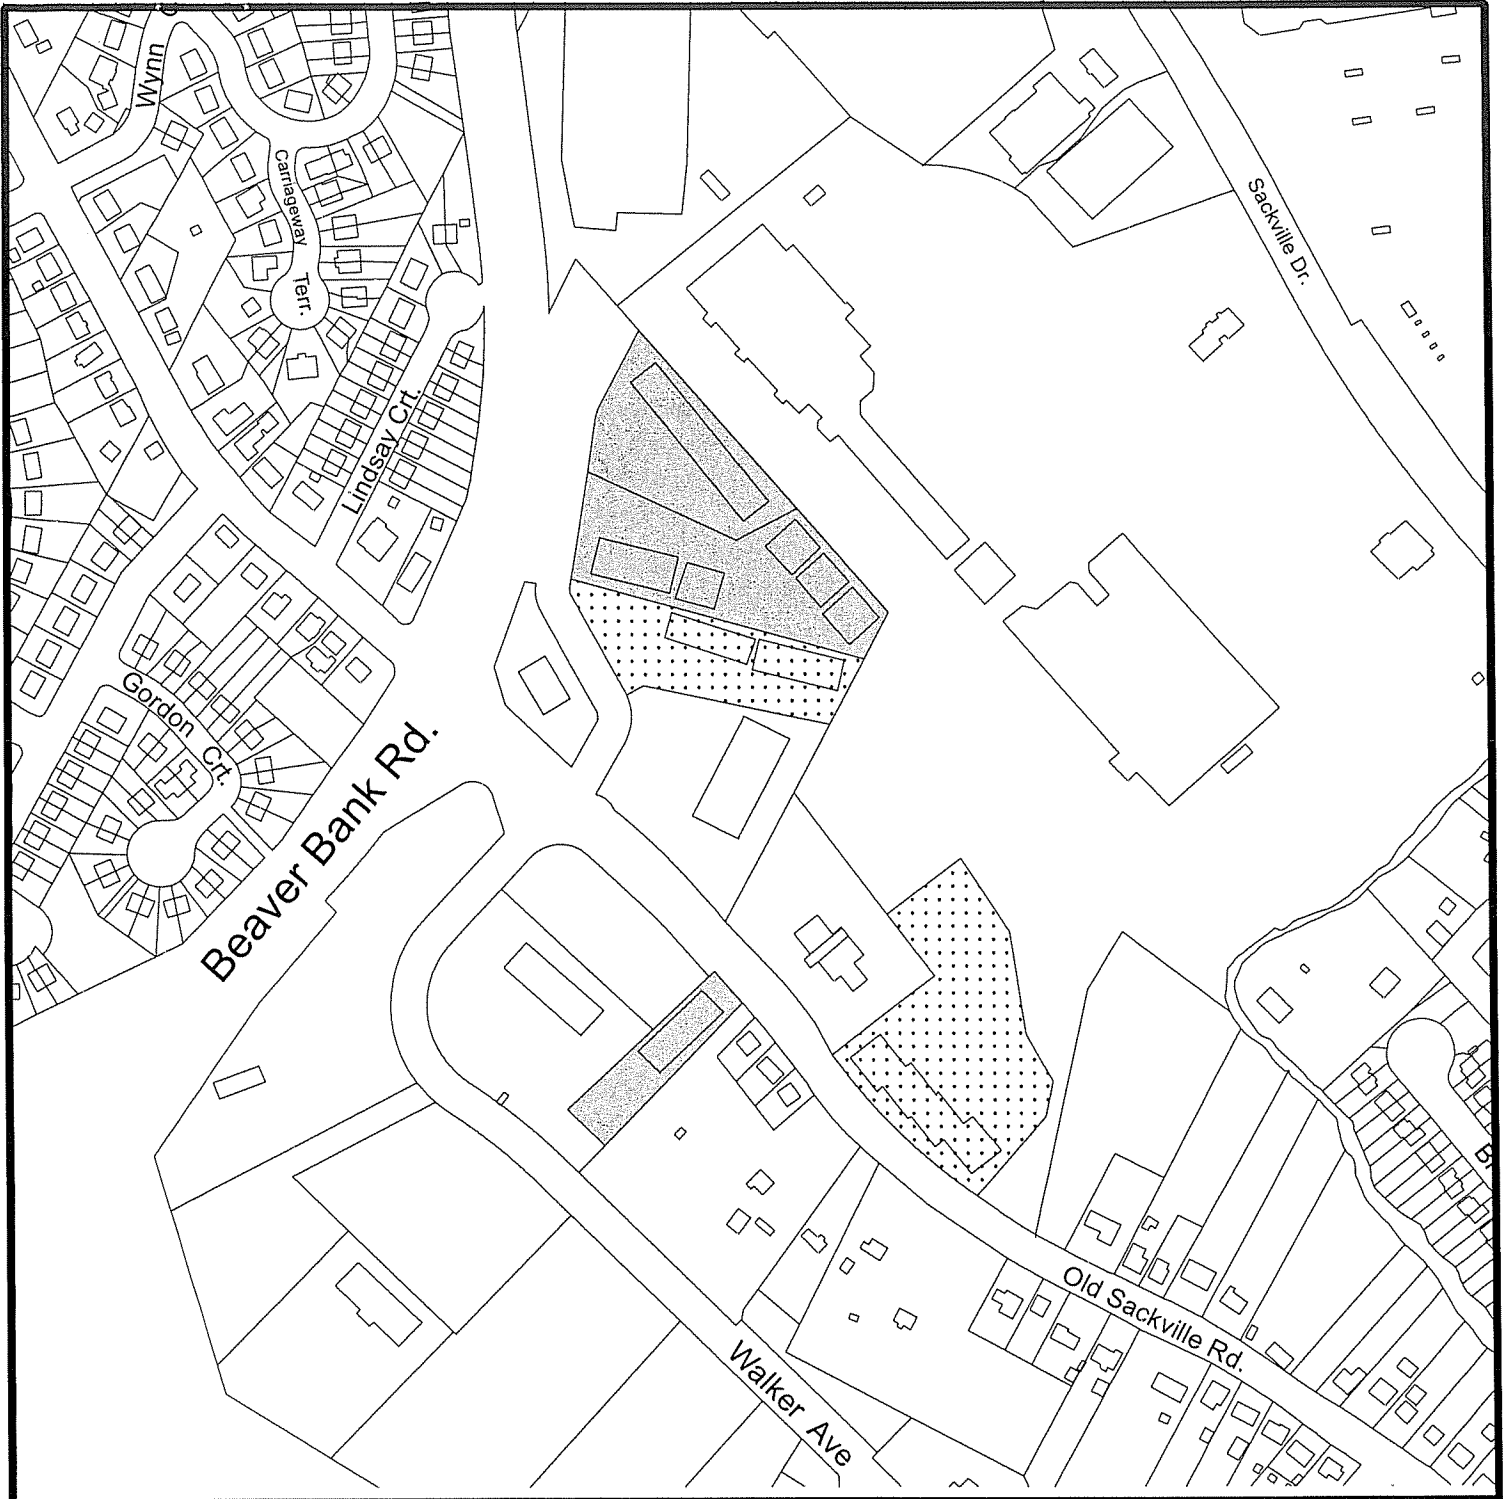 Wynn
Carriageway Terr.
Sackville Dr.
Lindsay Crt.
Gordon Crt.
Beaver Bank Rd.
Old Sackville Rd.
Walker Ave